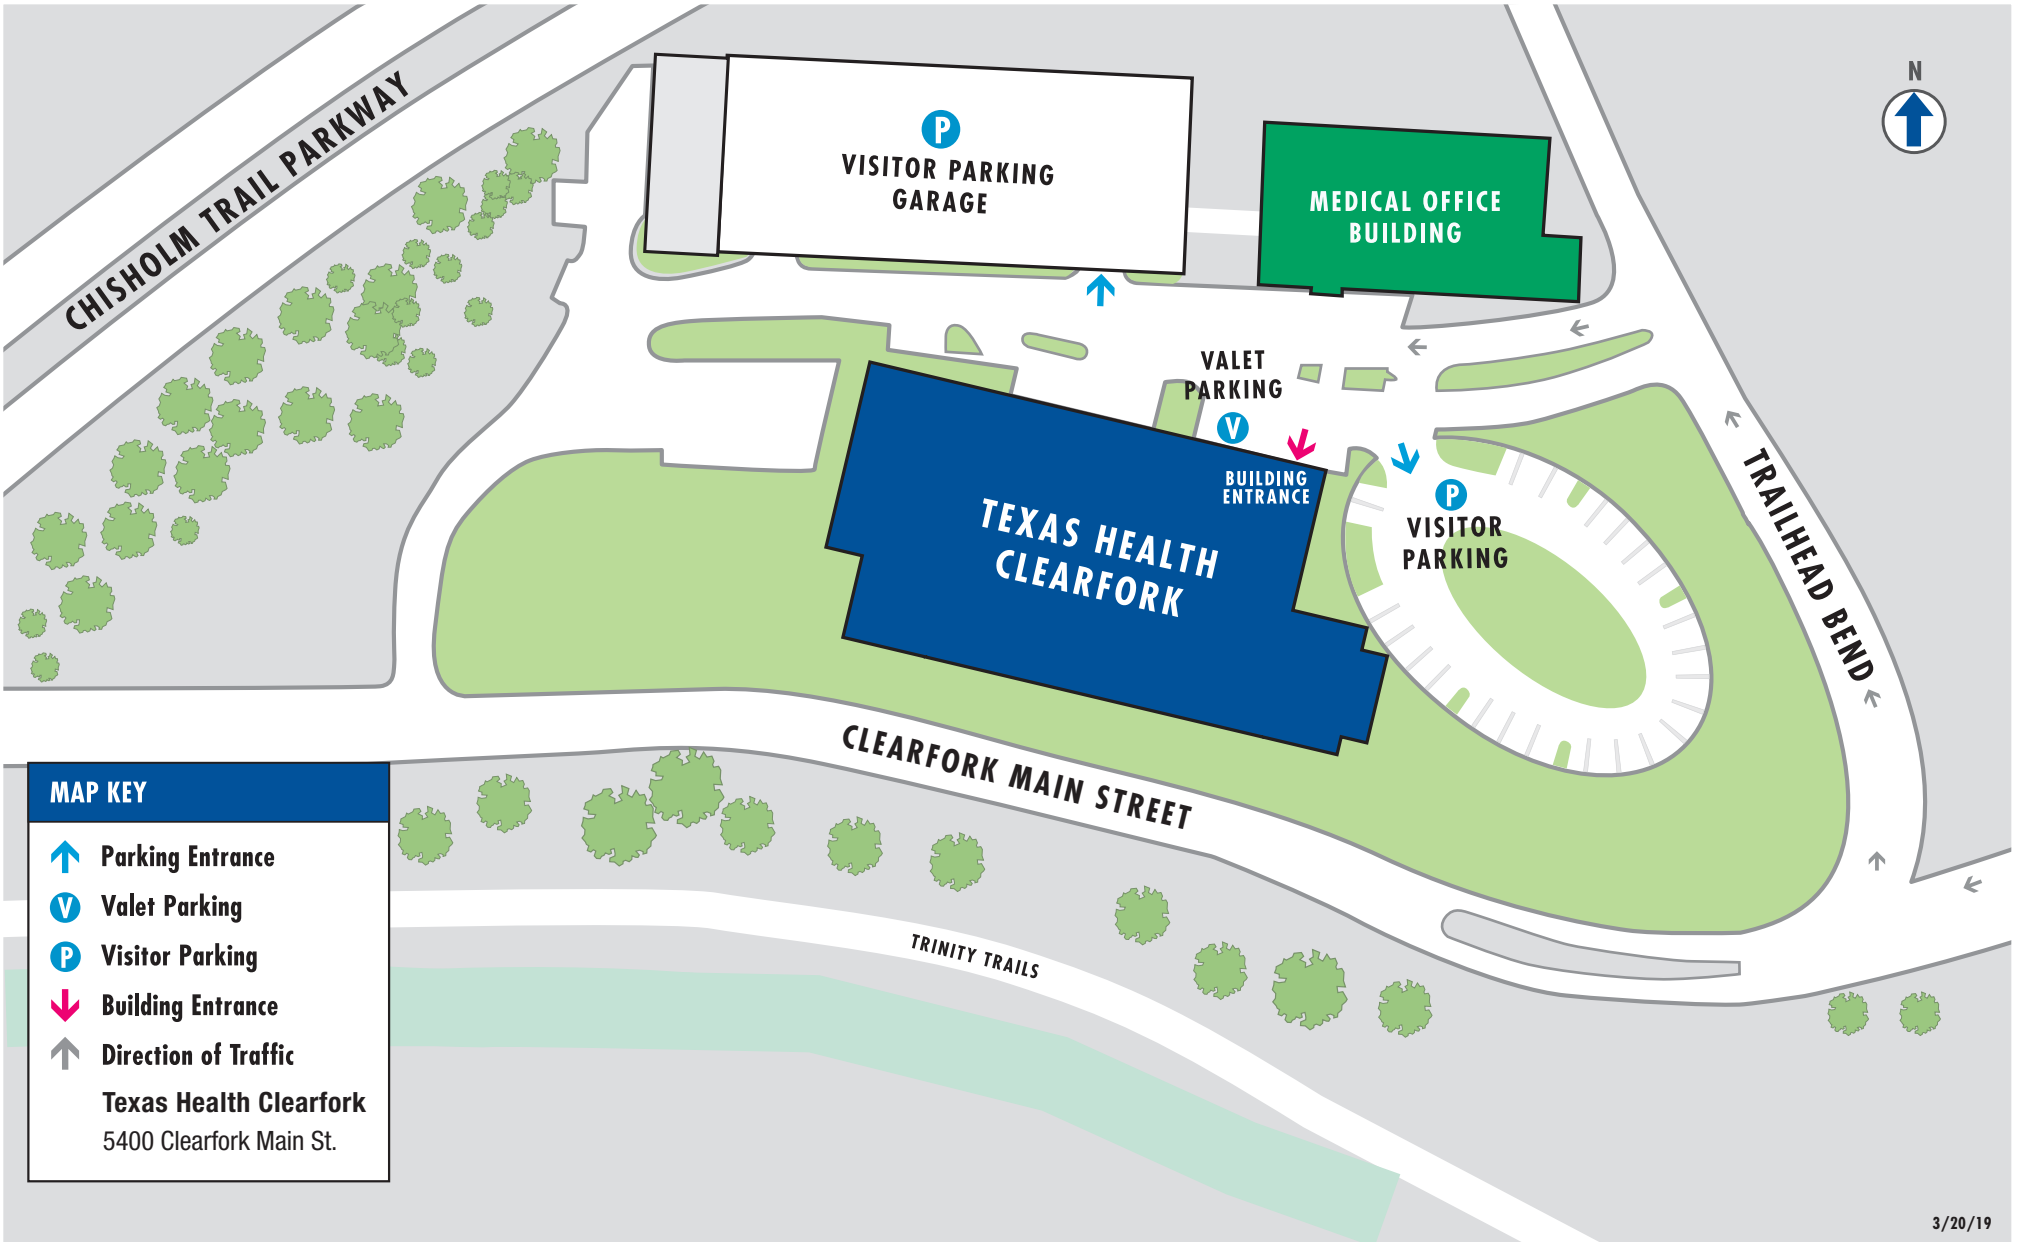 CHISHOLM TRAIL PARKWAY
P
VISITOR PARKING
GARAGE
MEDICAL OFFICE
BUILDING
N
VALET
PARKING
V
BUILDING
ENTRANCE
P
VISITOR
PARKING
TEXAS HEALTH
CLEARFORK
TRAILHEAD BEND
CLEARFORK MAIN STREET
TRINITY TRAILS
MAP KEY
Parking Entrance
V Valet Parking
P Visitor Parking
Building Entrance
Direction of Traffic
Texas Health Clearfork
5400 Clearfork Main St.
3/20/19